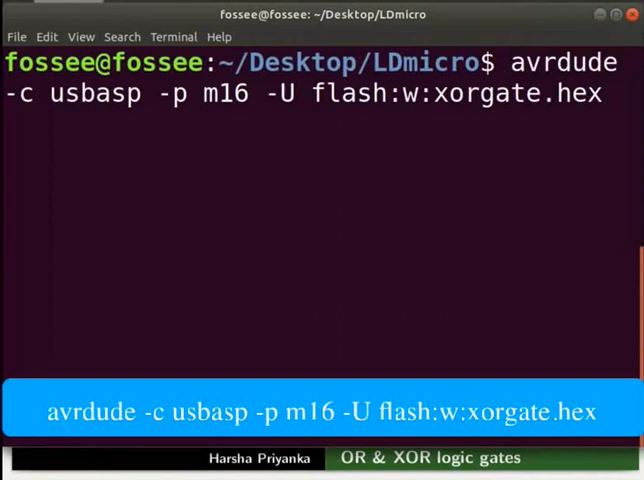 fossee@fossee: ~/Desktop/LDmicro
File Edit View Search Terminal Help
fossee@fossee:~/Desktop/LDmicro$ avrdude
-c usbasp -p m16 -U flash:w:xorgate.hex
avrdude -c usbasp -p m16 -U flash:w:xorgate.hex
Harsha Priyanka OR & XOR logic gates